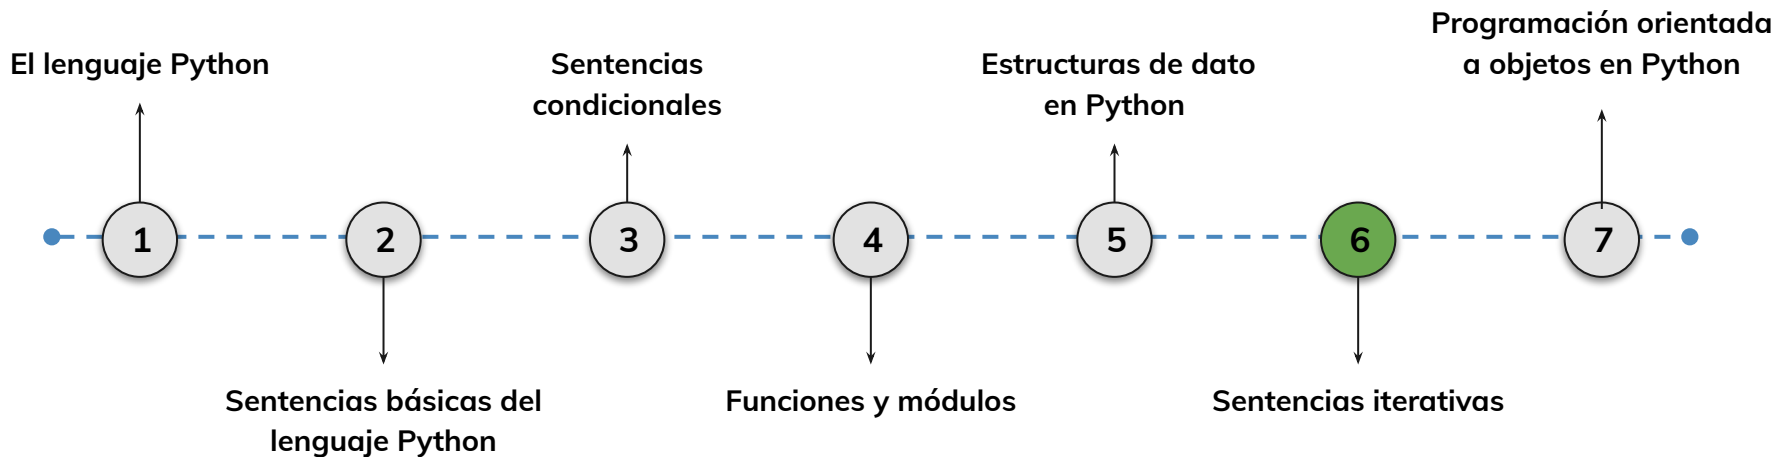 El lenguaje Python
Sentencias
condicionales
Estructuras de dato
en Python
Programación orientada
a objetos en Python
1
2
3
4
5
6
7
Sentencias básicas del
lenguaje Python
Funciones y módulos
Sentencias iterativas